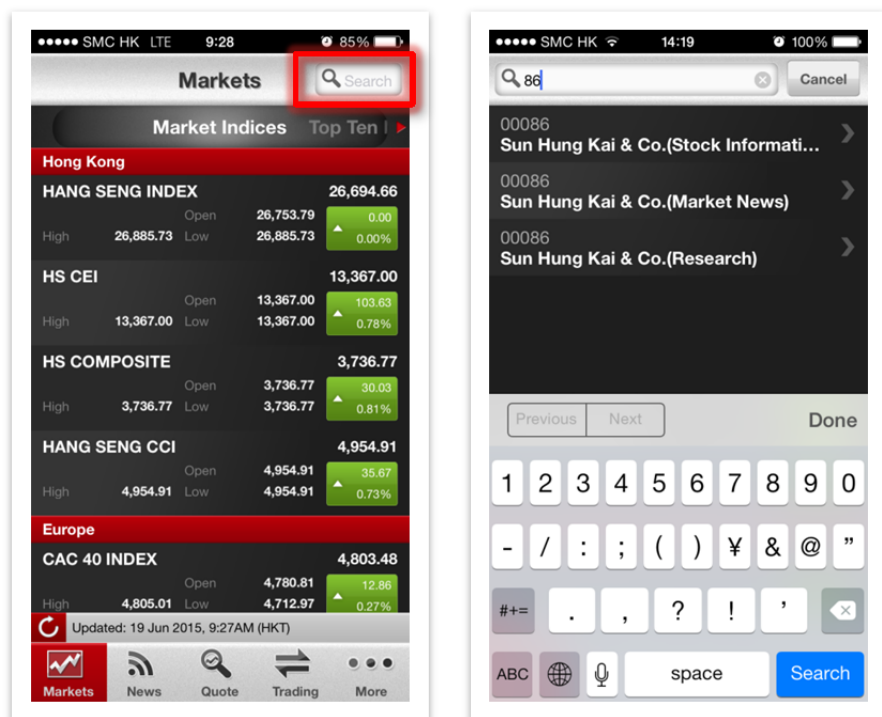 SMC HK LTE 9:28 85%
Markets Search
Market Indices Top Ten
Hong Kong
HANG SENG INDEX 26,694.66
Open 26,753.79 0.00
High 26,885.73 Low 26,885.73 0.00%
HS CEI 13,367.00
Open 13,367.00 103.63
High 13,367.00 Low 13,367.00 0.78%
HS COMPOSITE 3,736.77
Open 3,736.77 30.03
High 3,736.77 Low 3,736.77 0.81%
HANG SENG CCI 4,954.91
Open 4,954.91 35.67
High 4,954.91 Low 4,954.91 0.73%
Europe
CAC 40 INDEX 4,803.48
Open 4,780.81 12.86
High 4,805.01 Low 4,712.97 0.27%
Updated: 19 Jun 2015, 9:27AM (HKT)
Markets News Quote Trading More
SMC HK 14:19 100%
86 Cancel
00086
Sun Hung Kai & Co.(Stock Informati...
00086
Sun Hung Kai & Co.(Market News)
00086
Sun Hung Kai & Co.(Research)
Previous Next Done
1 2 3 4 5 6 7 8 9 0
- / : ; ( ) ¥ & @ ”
#+= . , ? ! ’
ABC space Search